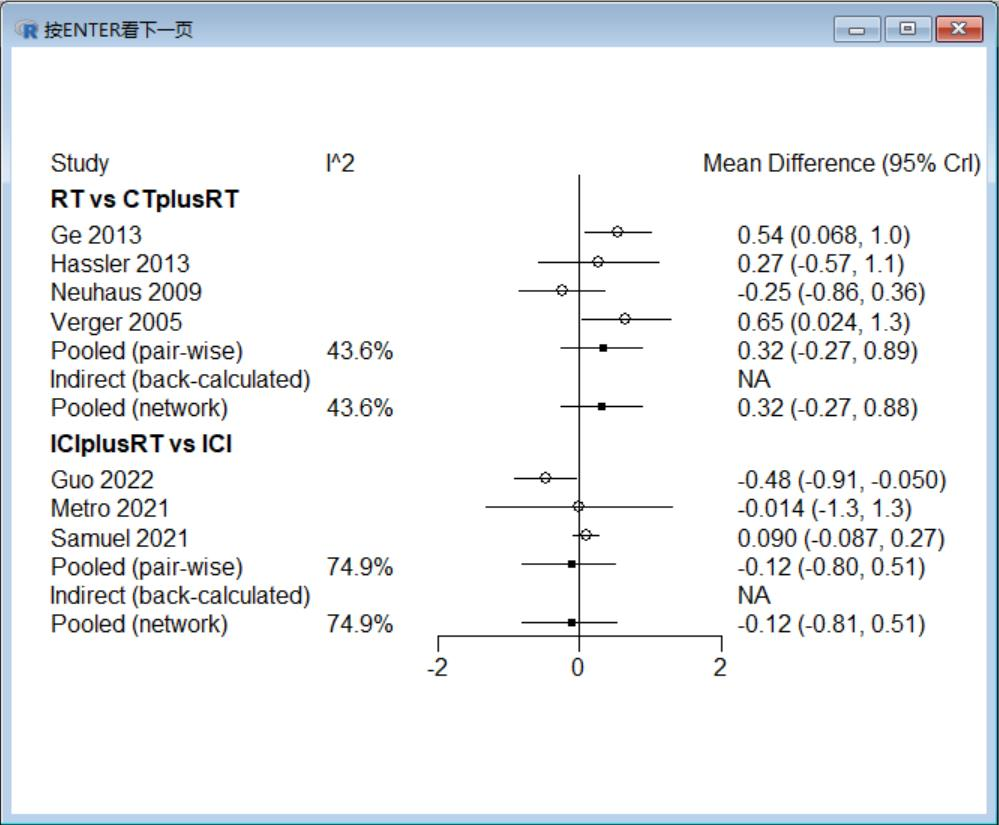 按ENTER看下一页
Study I^2 Mean Difference (95% CrI)
RT vs CTplusRT
Ge 2013 0.54 (0.068, 1.0)
Hassler 2013 0.27 (-0.57, 1.1)
Neuhaus 2009 -0.25 (-0.86, 0.36)
Verger 2005 0.65 (0.024, 1.3)
Pooled (pair-wise) 43.6% 0.32 (-0.27, 0.89)
Indirect (back-calculated) NA
Pooled (network) 43.6% 0.32 (-0.27, 0.88)
ICIplusRT vs ICI
Guo 2022 -0.48 (-0.91, -0.050)
Metro 2021 -0.014 (-1.3, 1.3)
Samuel 2021 0.090 (-0.087, 0.27)
Pooled (pair-wise) 74.9% -0.12 (-0.80, 0.51)
Indirect (back-calculated) NA
Pooled (network) 74.9% -0.12 (-0.81, 0.51)
-2 0 2